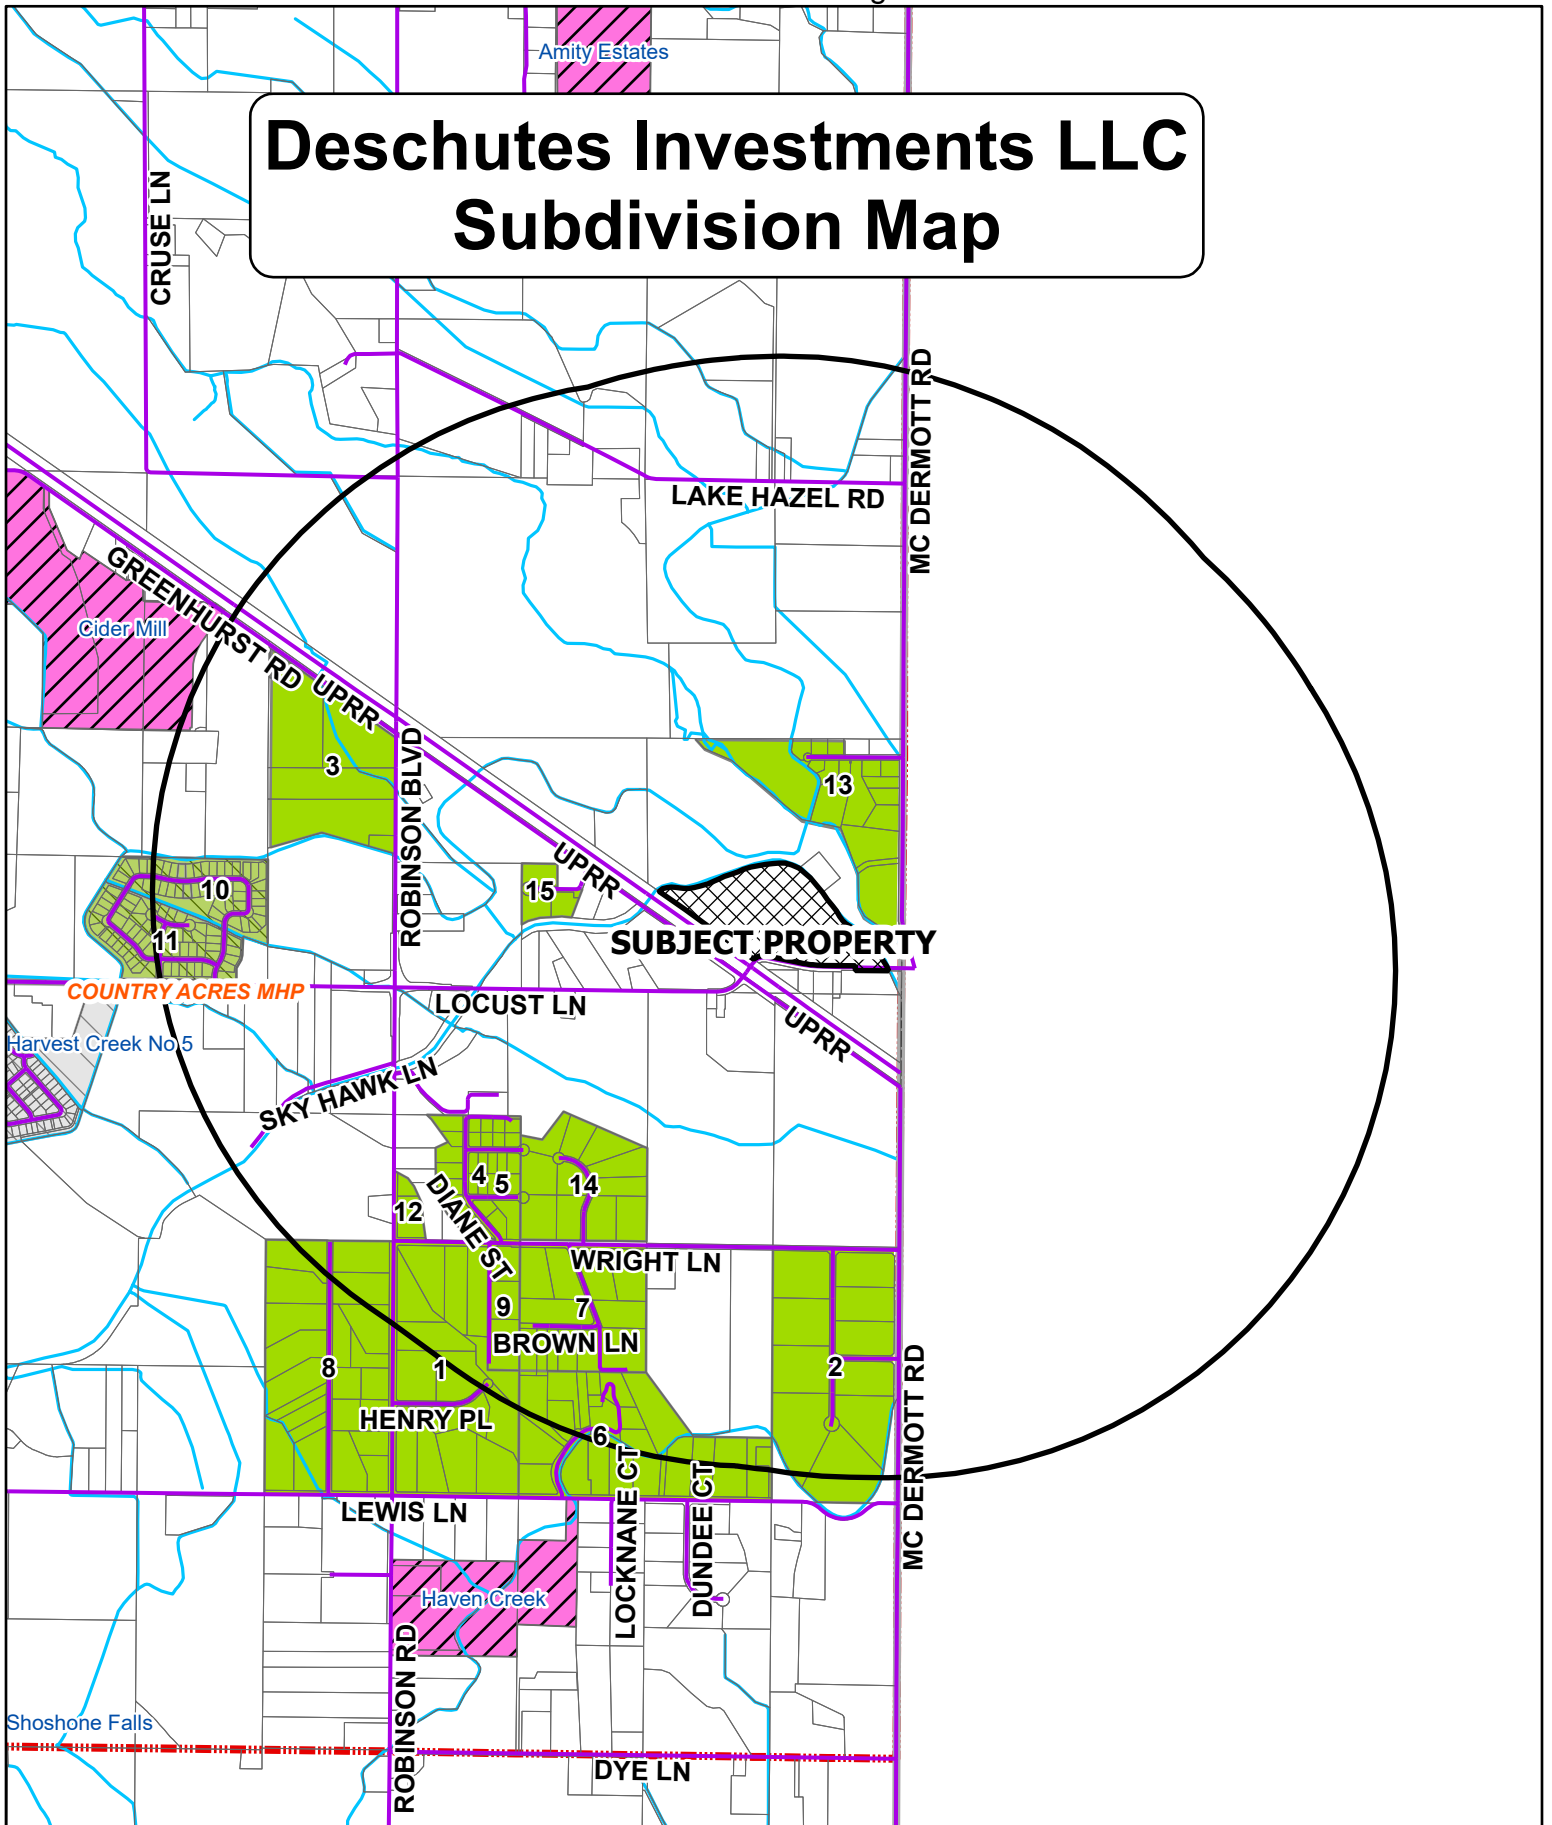 Amity Estates
Deschutes Investments LLC
Subdivision Map
CRUSE LN
MC DERMOTT RD
LAKE HAZEL RD
GREENHURST RD
Cider Mill
UPRR
3
ROBINSON BLVD
13
UPRR
15
10
11
SUBJECT PROPERTY
COUNTRY ACRES MHP
LOCUST LN
UPRR
Harvest Creek No 5
SKY HAWK LN
4
5
14
12
DIANE ST
WRIGHT LN
9
7
BROWN LN
8
1
2
HENRY PL
6
MC DERMOTT RD
LOCKNANE CT
DUNDEE CT
LEWIS LN
Haven Creek
ROBINSON RD
Shoshone Falls
DYE LN